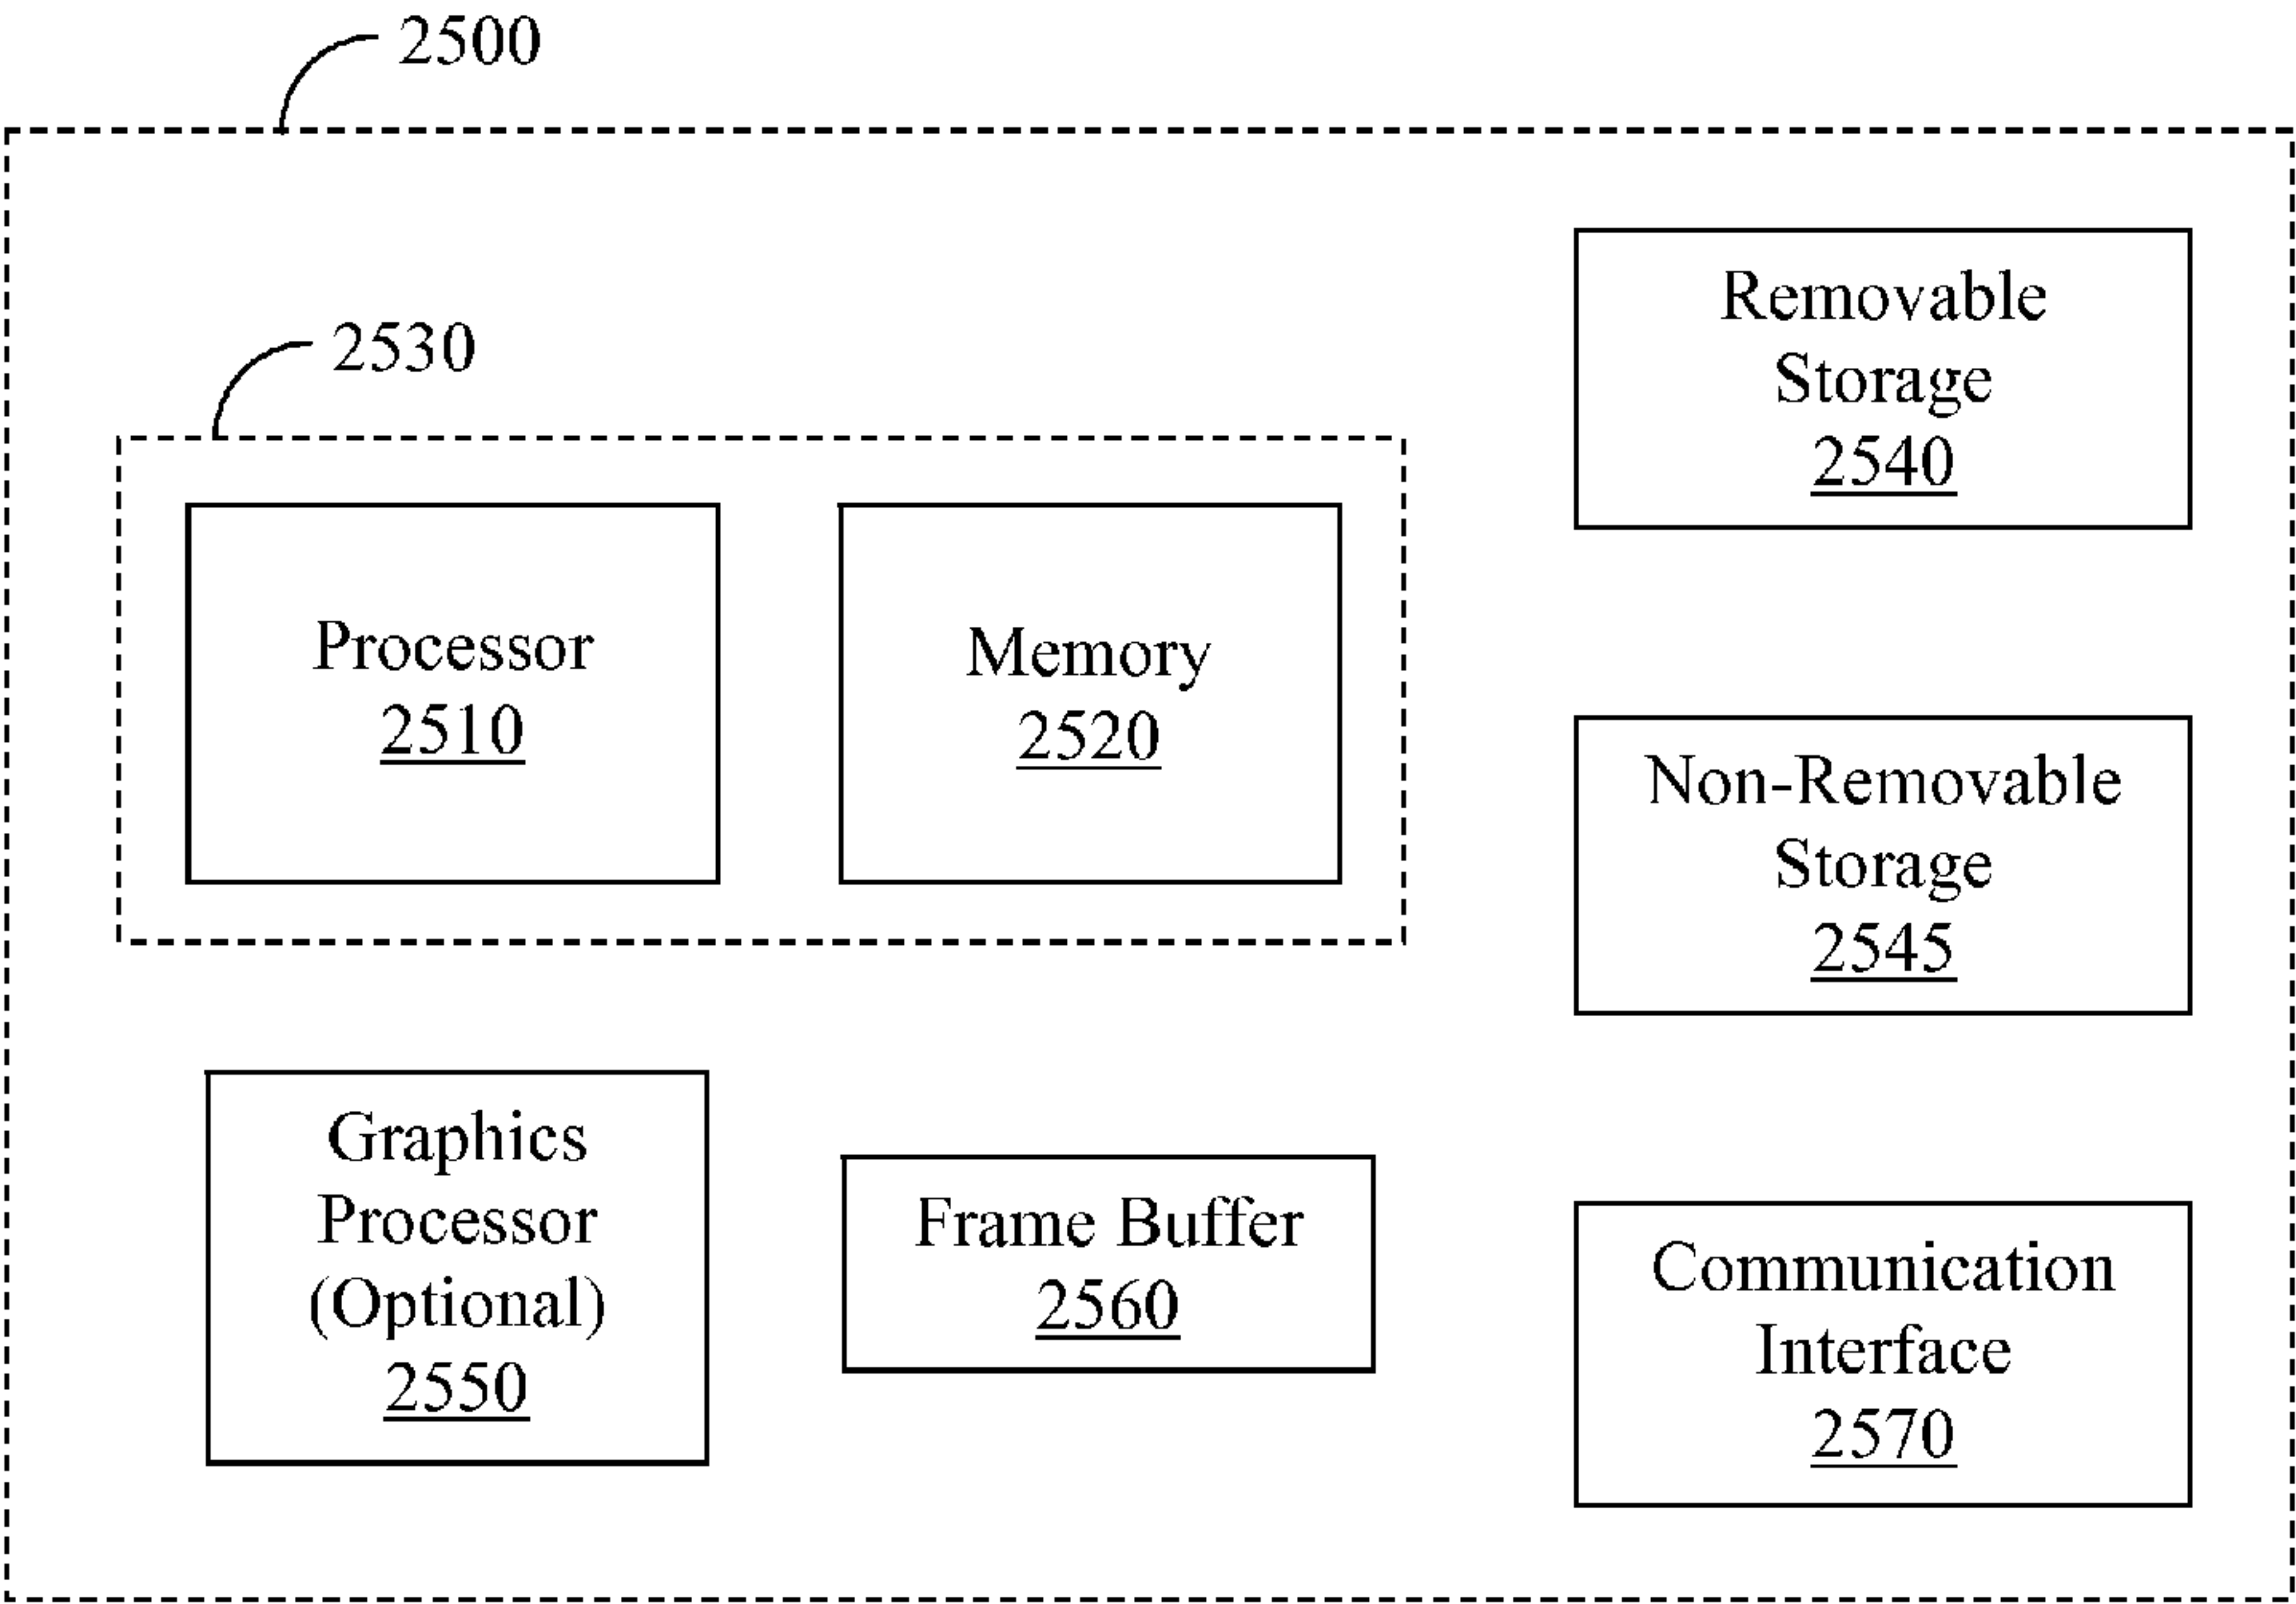 2500
2530
Processor
2510
Memory
2520
Removable
Storage
2540
Non-Removable
Storage
2545
Graphics
Processor
(Optional)
2550
Frame Buffer
2560
Communication
Interface
2570